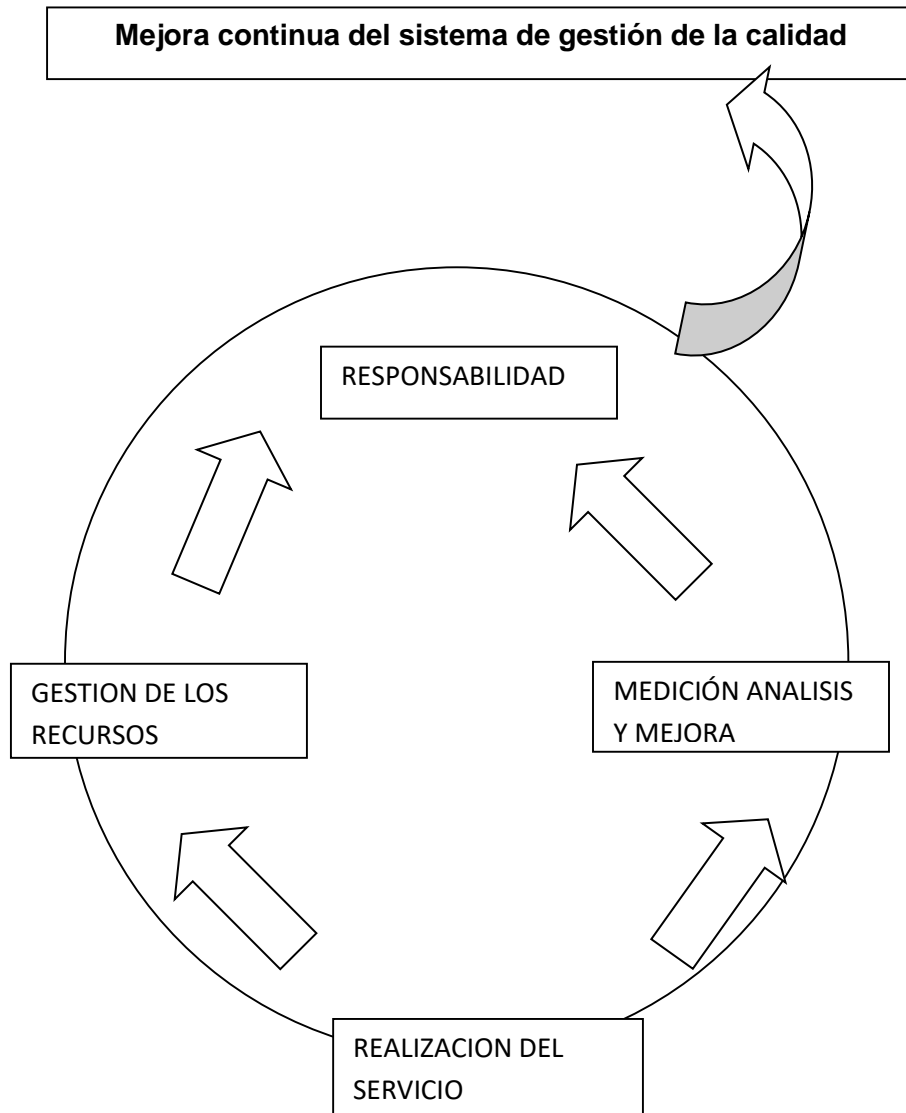 Mejora continua del sistema de gestión de la calidad
RESPONSABILIDAD
GESTION DE LOS
RECURSOS
MEDICIÓN ANALISIS
Y MEJORA
REALIZACION DEL
SERVICIO